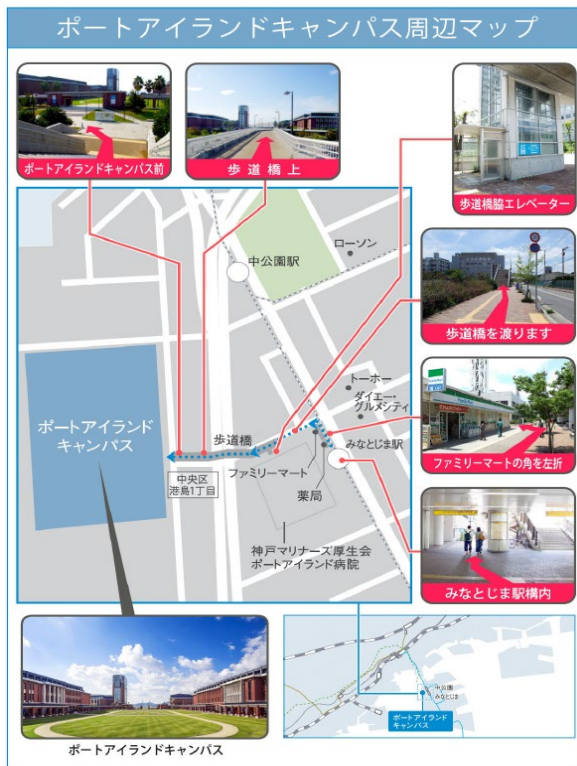 ポートアイランドキャンパス周辺マップ
ポートアイランドキャンパス前
歩道橋上
歩道橋脇エレベーター
中公園駅
ローソン
歩道橋を渡ります
トーホー
ダイエー・
グルメシティ
ポートアイランド
キャンパス
歩道橋
みなとじま駅
ファミリーマート
ファミリーマートの角を左折
中央区
港島1丁目
薬局
神戸マリナーズ厚生会
ポートアイランド病院
みなとじま駅構内
中公園
みなとじま
ポートアイランド
キャンパス
ポートアイランドキャンパス